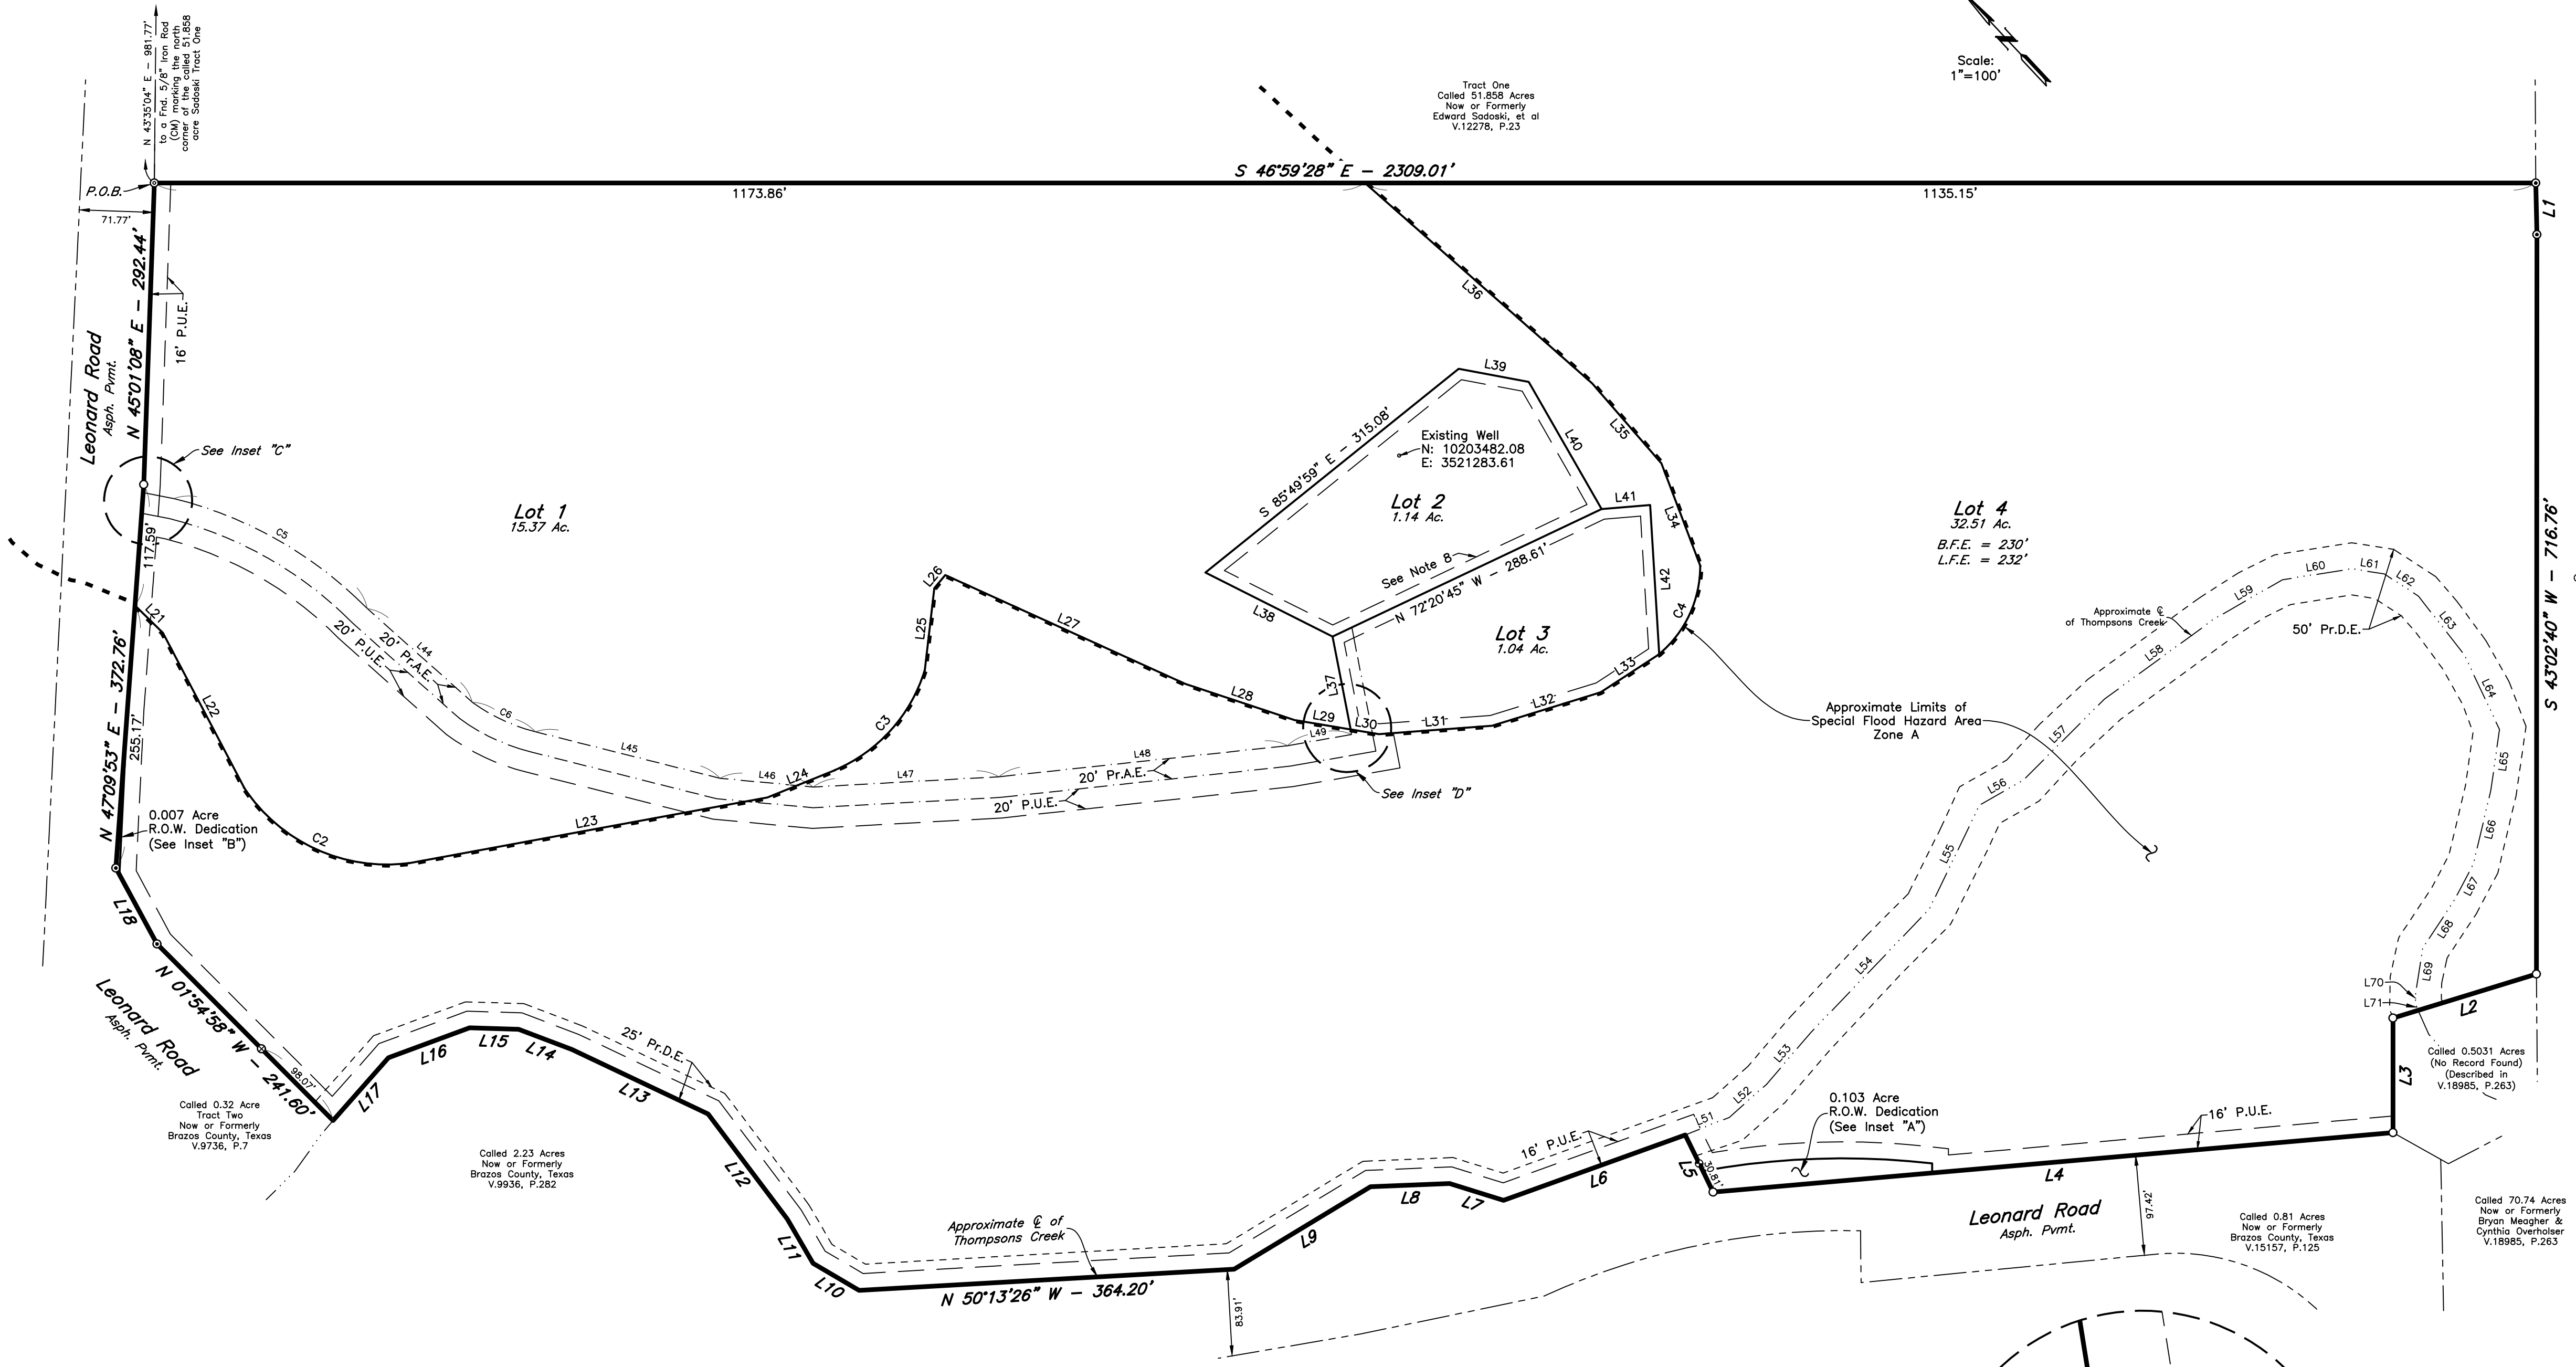 N 43°35'04" E - 981.77'
to a Fnd. 5/8" Iron Rod
(CM) marking the north
corner of the called 51.858
acre Sadoski Tract One
Scale:
1"=100'
Tract One
Called 51.858 Acres
Now or Formerly
Edward Sadoski, et al
V.12278, P.23
S 46°59'28" E - 2309.01'
P.O.B.
1173.86'
1135.15'
L1
71.77'
N 45°01'08" E - 292.44'
16' P.U.E.
L36
Leonard Road
Asph. Pvmt.
L39
S 85°49'59" E - 315.08'
L40
L35
Existing Well
N: 10203482.08
E: 3521283.61
See Inset "C"
Lot 1
15.37 Ac.
Lot 2
1.14 Ac.
L41
L34
Lot 4
32.51 Ac.
B.F.E. = 230'
L.F.E. = 232'
S 43°02'40" W - 716.76'
C5
117.59'
See Note 8
N 72°20'45" W - 288.61'
L42
L60
L61
L62
L59
L63
L26
L21
L38
L27
L25
C4
Approximate ℄
of Thompsons Creek
50' Pr.D.E.
Lot 3
1.04 Ac.
20' P.U.E.
20' Pr.A.E.
L44
L58
L33
L37
L64
L28
L32
L22
C6
C3
L29
L30
L31
Approximate Limits of
Special Flood Hazard Area
Zone A
L57
L49
L45
L48
L65
N 47°09'53" E - 372.76'
255.17'
L46
L24
L47
20' Pr.A.E.
L56
See Inset "D"
20' P.U.E.
0.007 Acre
R.O.W. Dedication
(See Inset "B")
L23
C2
L66
L55
L67
L18
L68
L54
L69
L70
L71
L2
N 01°54'58" W - 241.60'
Leonard Road
Asph. Pvmt.
L16
L15
L14
25' Pr.D.E.
L53
Called 0.5031 Acres
(No Record Found)
(Described in
V.18985, P.263)
98.07'
L17
L13
L52
L3
0.103 Acre
R.O.W. Dedication
(See Inset "A")
L51
16' P.U.E.
Called 0.32 Acre
Tract Two
Now or Formerly
Brazos County, Texas
V.9736, P.7
16' P.U.E.
Called 2.23 Acres
Now or Formerly
Brazos County, Texas
V.9936, P.282
L12
L5
30.81'
L6
L4
L8
L7
97.42'
Leonard Road
Asph. Pvmt.
Called 0.81 Acres
Now or Formerly
Brazos County, Texas
V.15157, P.125
Called 70.74 Acres
Now or Formerly
Bryan Meagher &
Cynthia Overholser
V.18985, P.263
Approximate ℄ of
Thompsons Creek
L9
L11
L10
N 50°13'26" W - 364.20'
83.91'